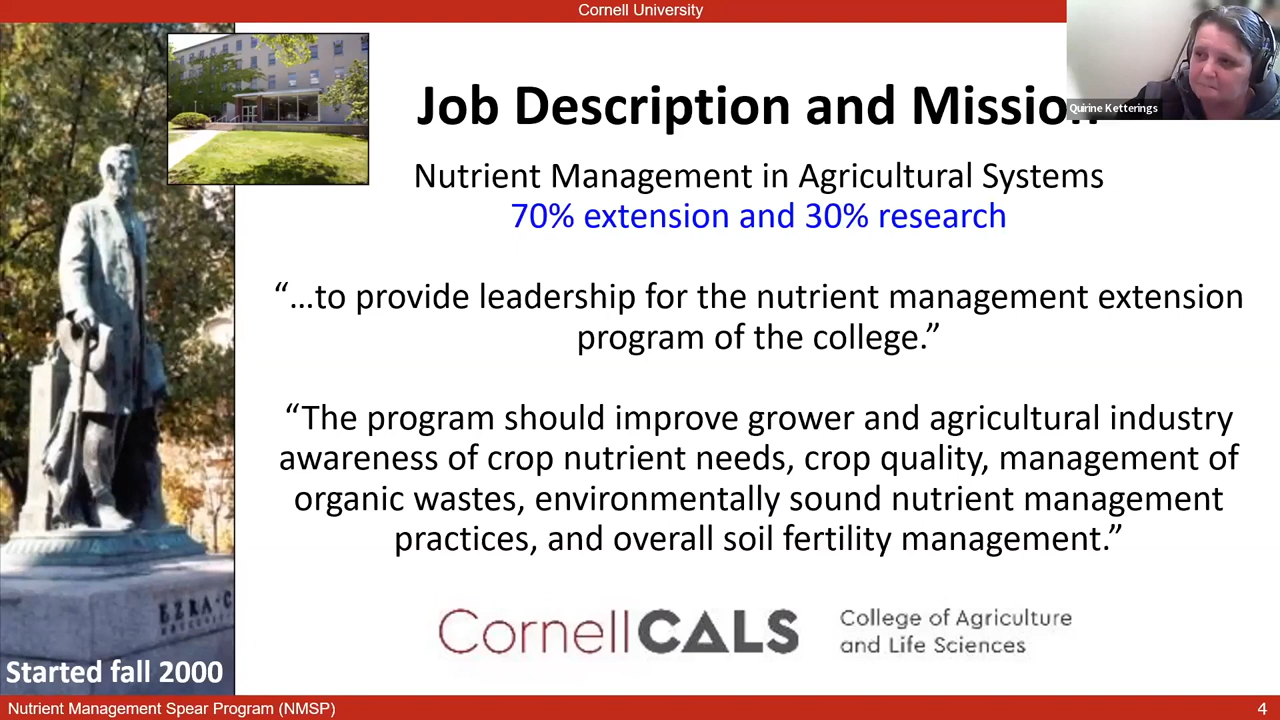 Cornell University
Quirine Ketterings
Job Description and Mission
Nutrient Management in Agricultural Systems
70% extension and 30% research
“…to provide leadership for the nutrient management extension
program of the college.”
“The program should improve grower and agricultural industry
awareness of crop nutrient needs, crop quality, management of
organic wastes, environmentally sound nutrient management
practices, and overall soil fertility management.”
CornellCALS
College of Agriculture
and Life Sciences
EZRA·C
Started fall 2000
Nutrient Management Spear Program (NMSP)
4